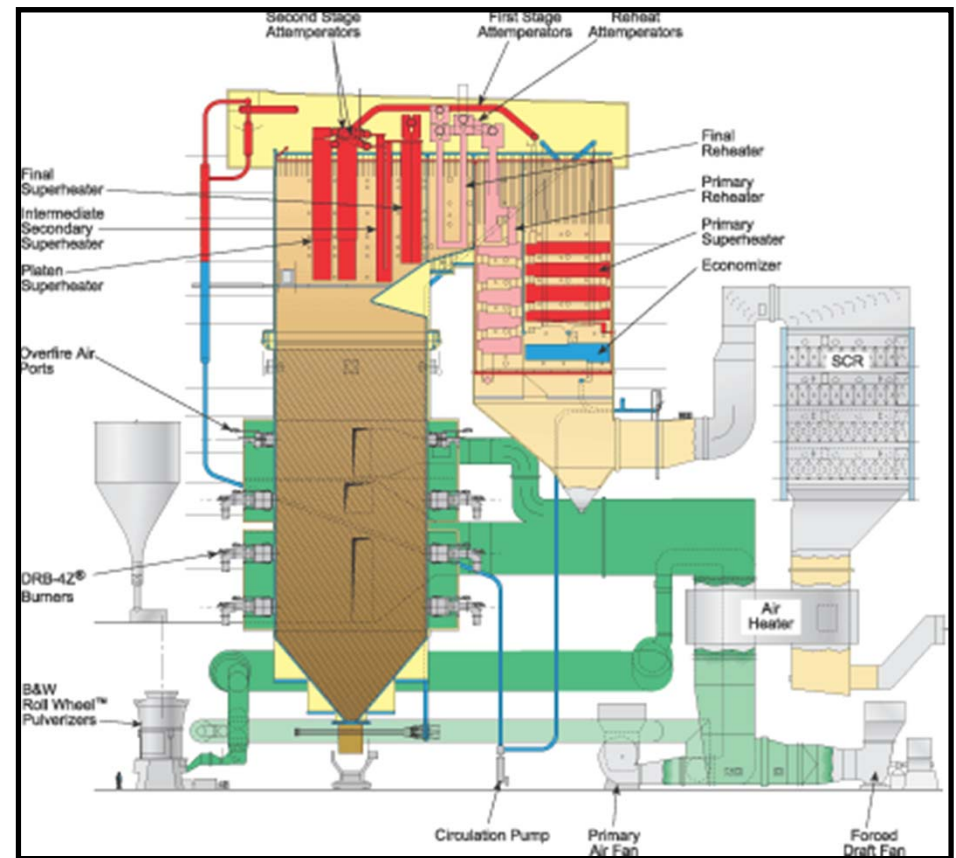 Second Stage
Attemperators
First Stage
Attemperators
Reheat
Attemperators
Final
Reheater
Primary
Reheater
Primary
Superheater
Economizer
Final
Superheater
Intermediate
Secondary
Superheater
Platen
Superheater
Overfire Air
Ports
SCR
DRB-4Z®
Burners
Air
Heater
B&W
Roll Wheel™
Pulverizers
Circulation Pump
Primary
Air Fan
Forced
Draft Fan